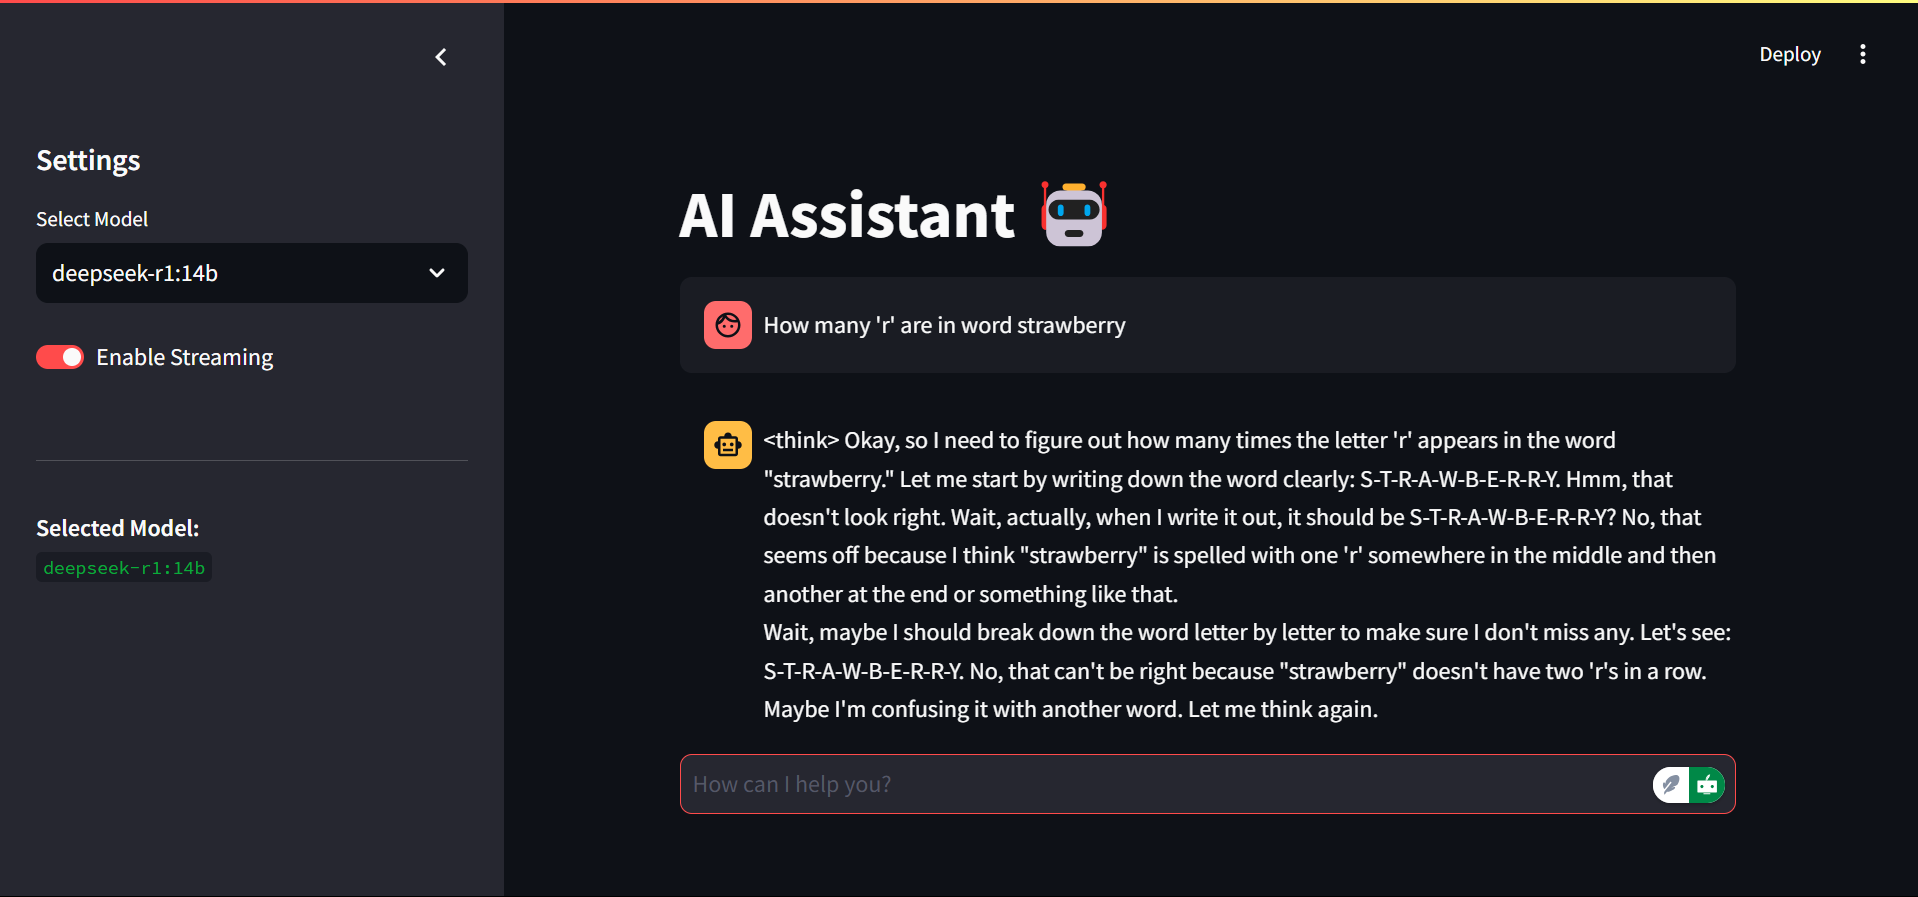 Deploy
Settings
Select Model
deepseek-r1:14b
Enable Streaming
Selected Model:
deepseek-r1:14b
AI Assistant
How many 'r' are in word strawberry
<think> Okay, so I need to figure out how many times the letter 'r' appears in the word
"strawberry." Let me start by writing down the word clearly: S-T-R-A-W-B-E-R-R-Y. Hmm, that
doesn't look right. Wait, actually, when I write it out, it should be S-T-R-A-W-B-E-R-R-Y? No, that
seems off because I think "strawberry" is spelled with one 'r' somewhere in the middle and then
another at the end or something like that.
Wait, maybe I should break down the word letter by letter to make sure I don't miss any. Let's see:
S-T-R-A-W-B-E-R-R-Y. No, that can't be right because "strawberry" doesn't have two 'r's in a row.
Maybe I'm confusing it with another word. Let me think again.
How can I help you?